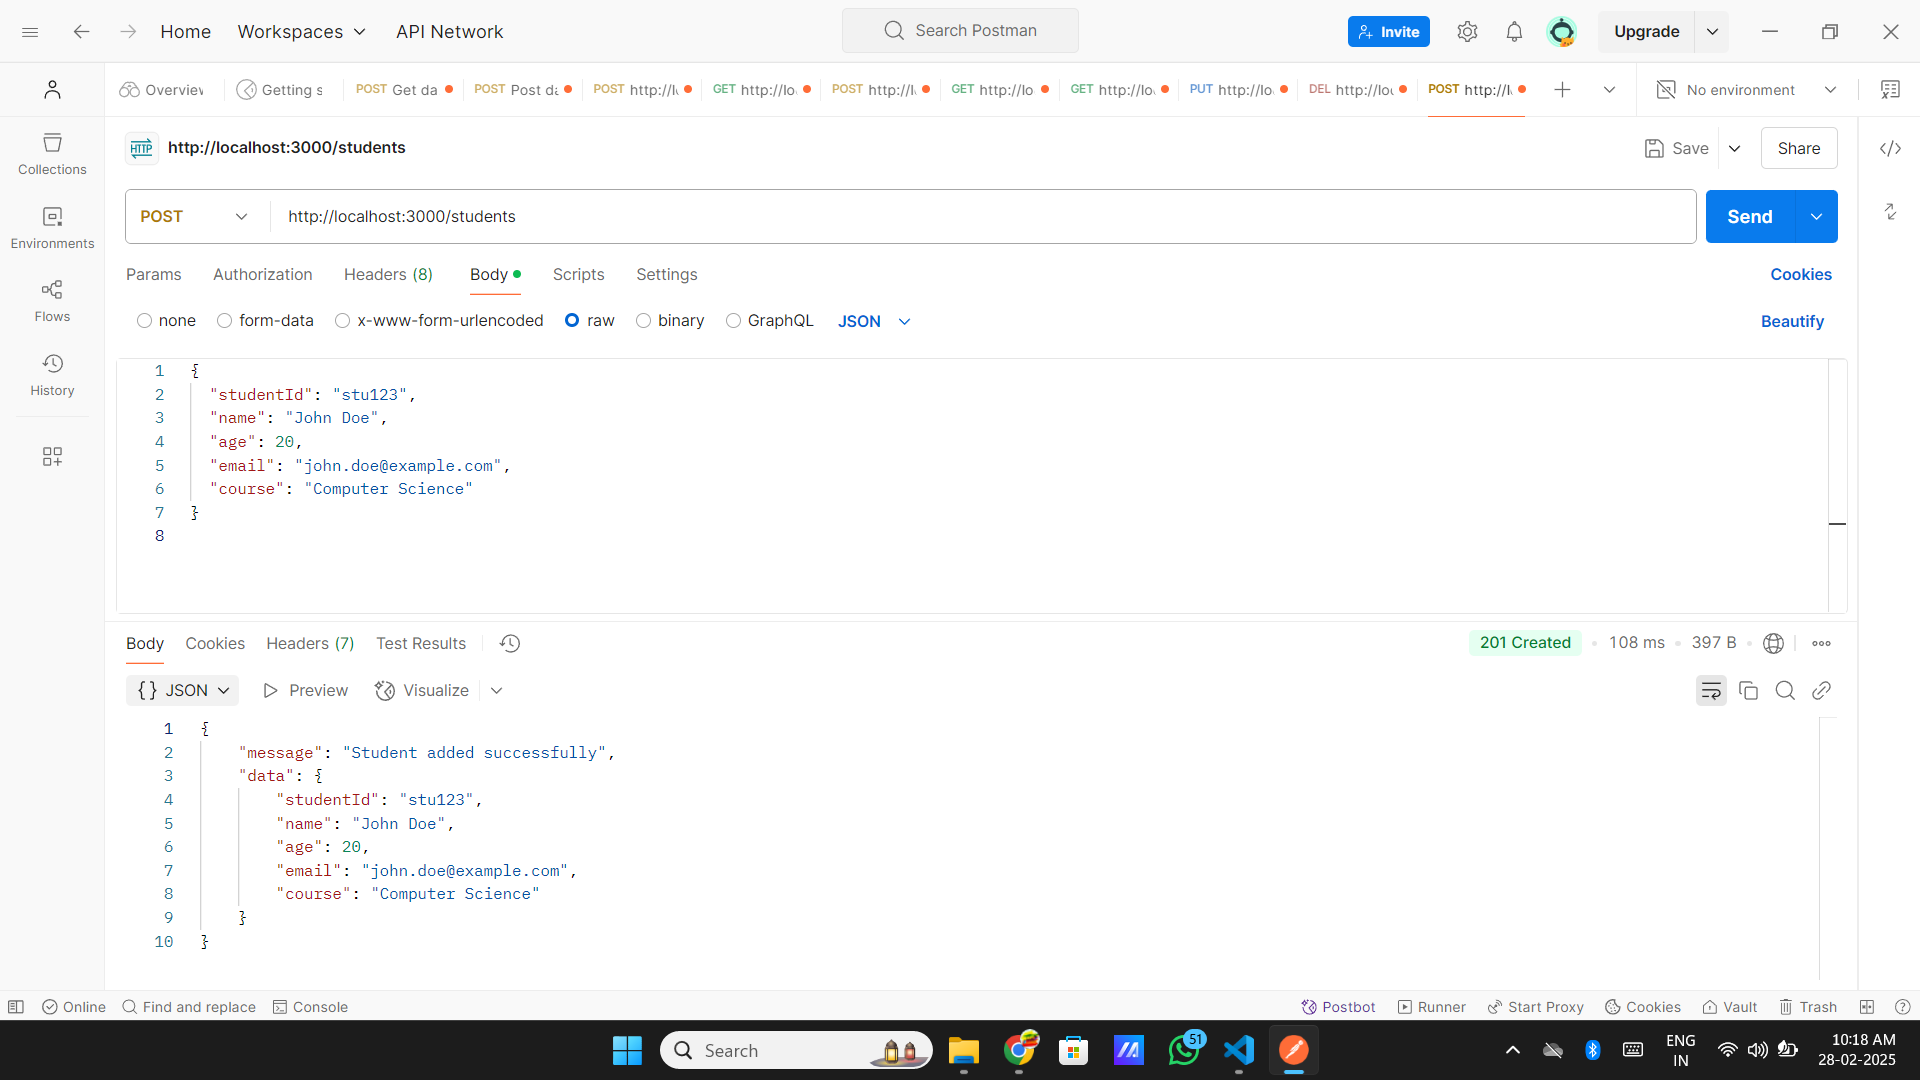 Home Workspaces API Network Search Postman Invite Upgrade
Overview Getting s POST Get da POST Post da POST http://l GET http://lo POST http://l GET http://lo GET http://lo PUT http://lo DEL http://lo POST http://l No environment
HTTP http://localhost:3000/students Save Share
POST http://localhost:3000/students Send
Params Authorization Headers (8) Body Scripts Settings Cookies
none form-data x-www-form-urlencoded raw binary GraphQL JSON Beautify
Collections
Environments
Flows
History
1 {
2 "studentId": "stu123",
3 "name": "John Doe",
4 "age": 20,
5 "email": "john.doe@example.com",
6 "course": "Computer Science"
7 }
8
Body Cookies Headers (7) Test Results 201 Created 108 ms 397 B
{} JSON Preview Visualize
1 {
2 "message": "Student added successfully",
3 "data": {
4 "studentId": "stu123",
5 "name": "John Doe",
6 "age": 20,
7 "email": "john.doe@example.com",
8 "course": "Computer Science"
9 }
10 }
Online Find and replace Console Postbot Runner Start Proxy Cookies Vault Trash
Search 51 ENG 10:18 AM
IN 28-02-2025